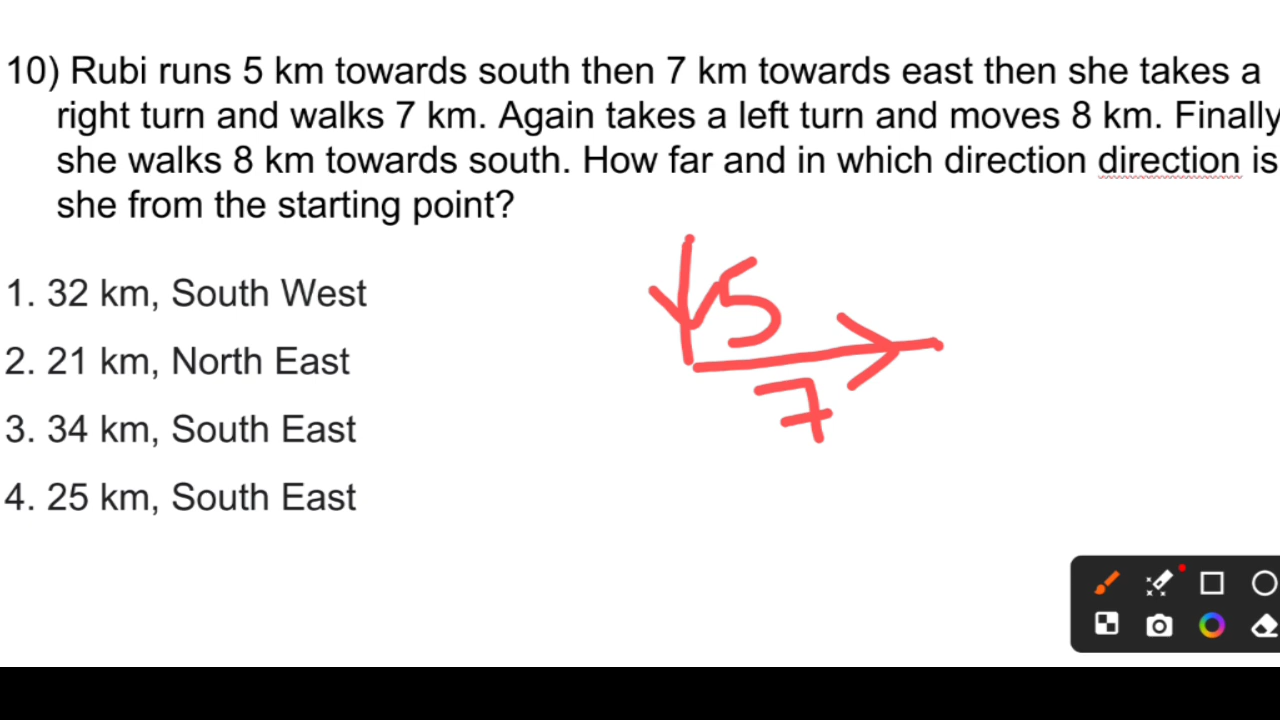 10) Rubi runs 5 km towards south then 7 km towards east then she takes a
right turn and walks 7 km. Again takes a left turn and moves 8 km. Finally
she walks 8 km towards south. How far and in which direction direction is
she from the starting point?
5
7
1. 32 km, South West
2. 21 km, North East
3. 34 km, South East
4. 25 km, South East